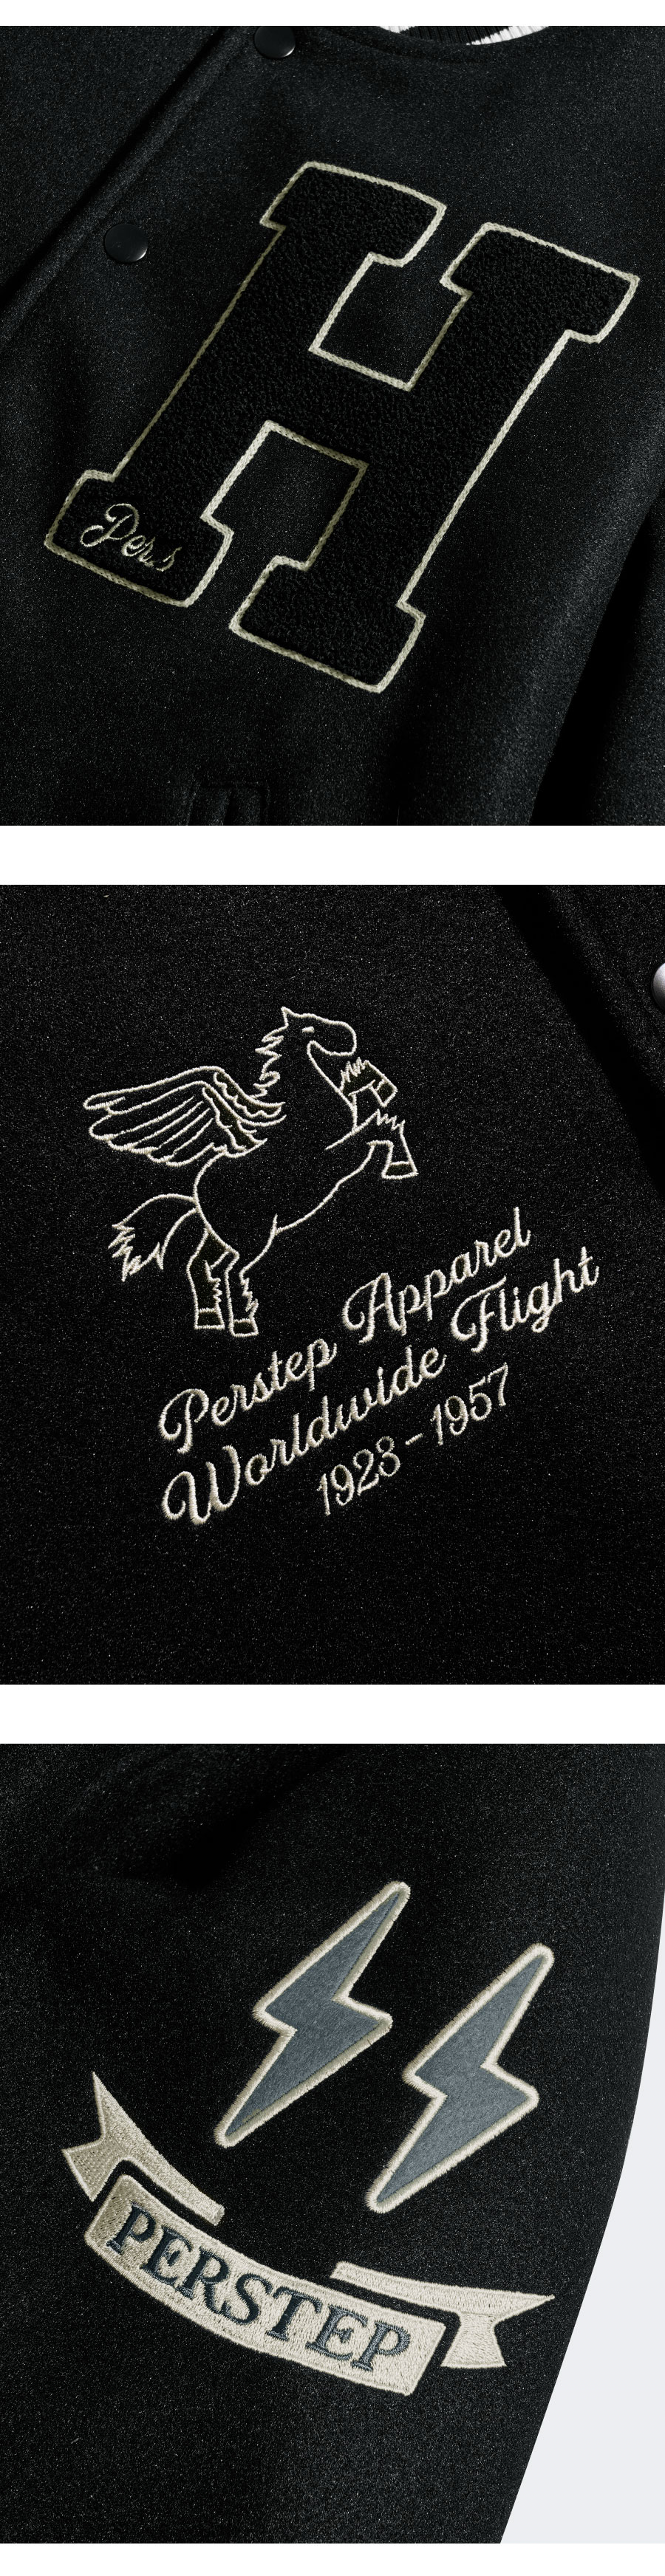 H
Pers
Perstep Apparel
Worldwide Flight
1923-1957
PERSTEP